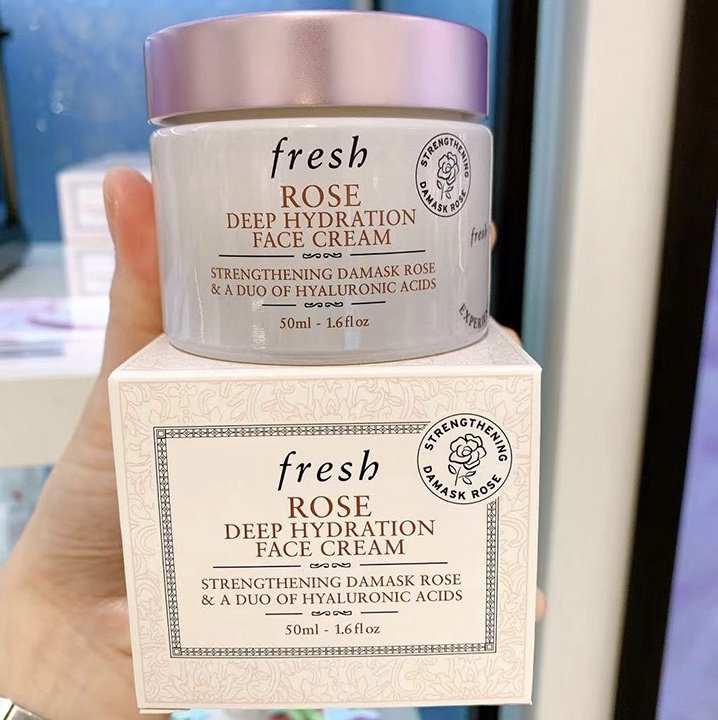 fresh
ROSE
DEEP HYDRATION
FACE CREAM
STRENGTHENING DAMASK ROSE
& A DUO OF HYALURONIC ACIDS
50ml - 1.6 fl oz
STRENGTHENING
DAMASK ROSE
fresh
fresh
ROSE
DEEP HYDRATION
FACE CREAM
STRENGTHENING DAMASK ROSE
& A DUO OF HYALURONIC ACIDS
50ml - 1.6 fl oz
STRENGTHENING
DAMASK ROSE